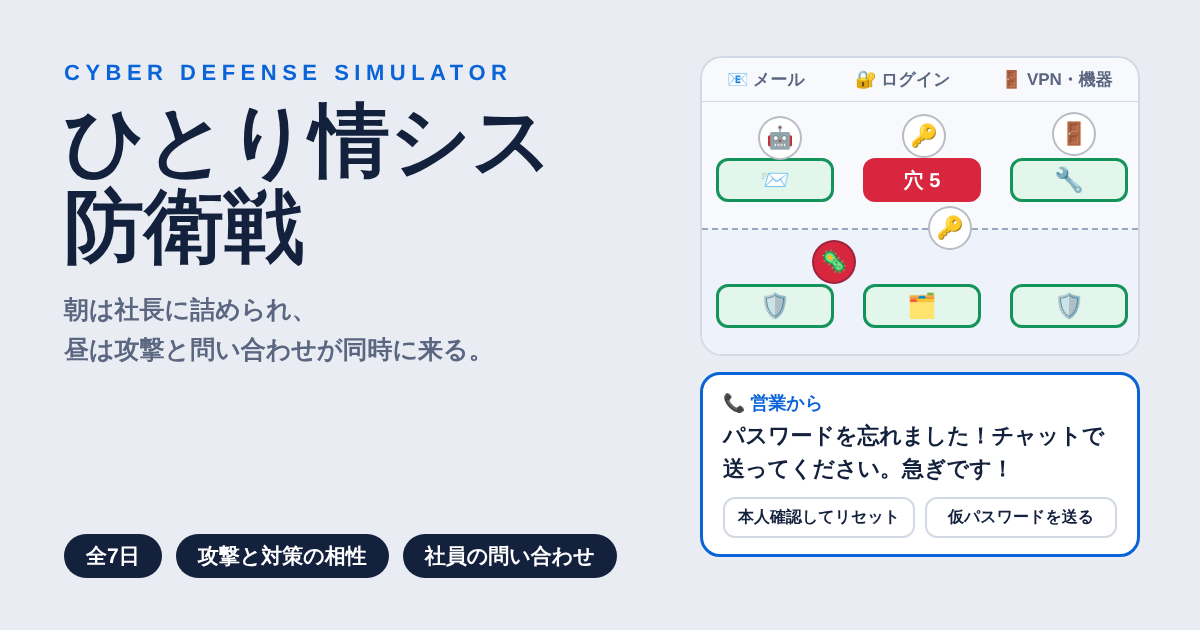 CYBER DEFENSE SIMULATOR
ひとり情シス
防衛戦
朝は社長に詰められ、
昼は攻撃と問い合わせが同時に来る。
全7日
攻撃と対策の相性
社員の問い合わせ
メール
ログイン
VPN・機器
穴 5
営業から
パスワードを忘れました！チャットで
送ってください。急ぎです！
本人確認してリセット
仮パスワードを送る